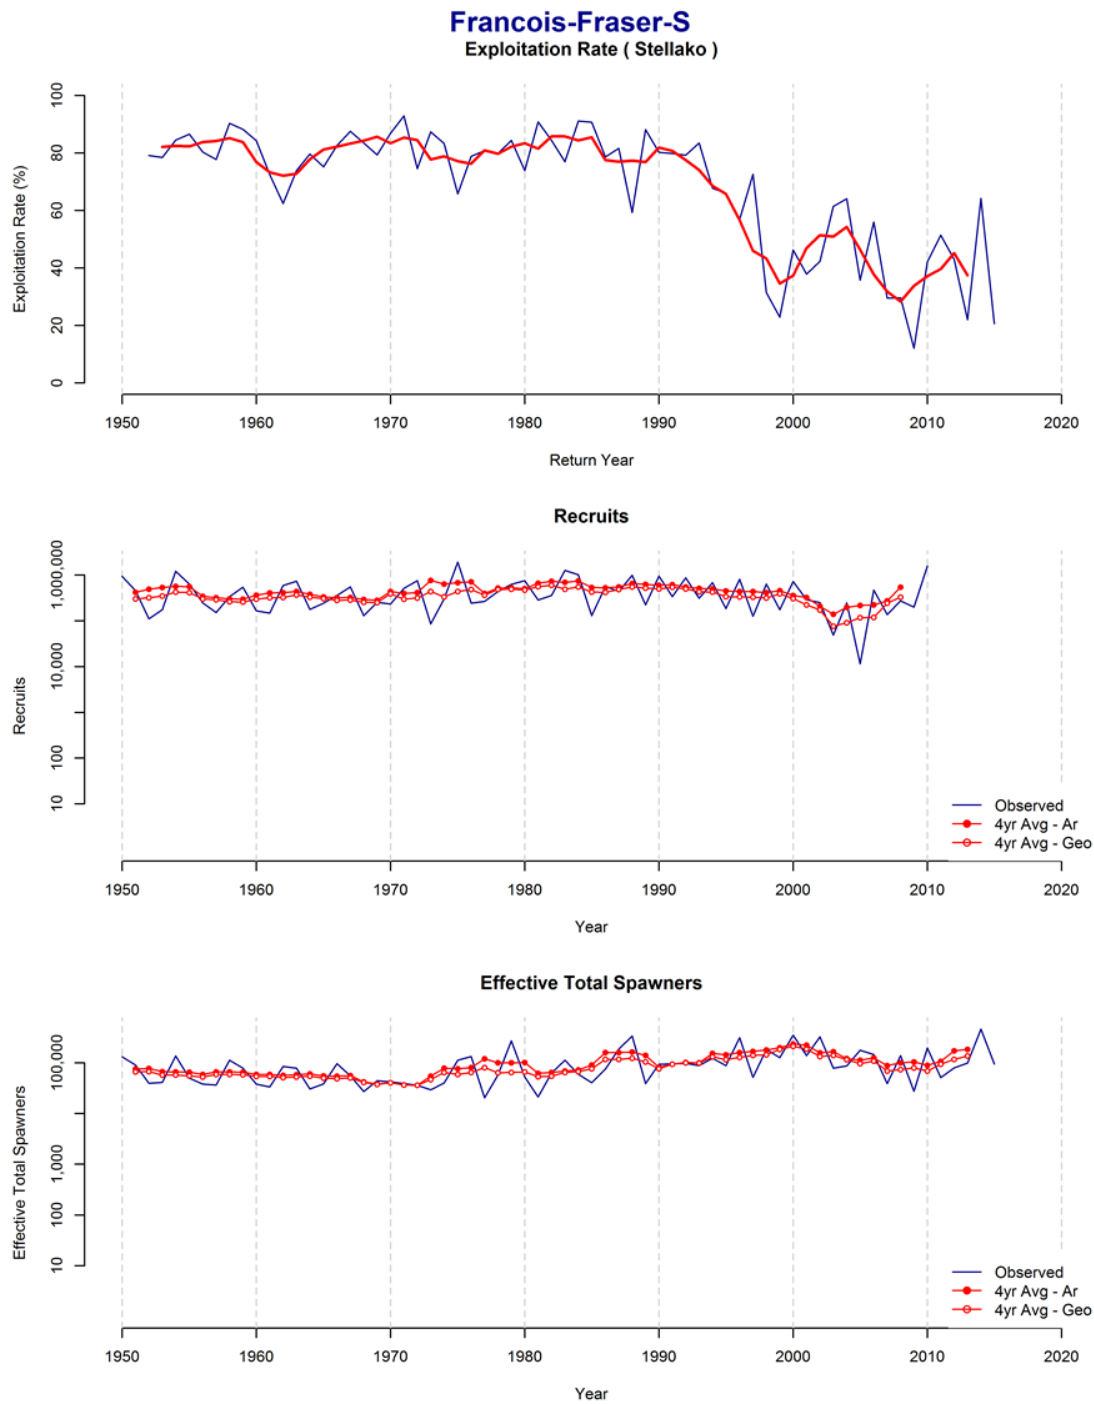 Francois-Fraser-S
Exploitation Rate ( Stellako )
Exploitation Rate (%)
100
80
60
40
20
0
1950 1960 1970 1980 1990 2000 2010 2020
Return Year
Recruits
Recruits
1,000,000
10,000
100
10
Observed
4yr Avg - Ar
4yr Avg - Geo
1950 1960 1970 1980 1990 2000 2010 2020
Year
Effective Total Spawners
Effective Total Spawners
100,000
1,000
100
10
Observed
4yr Avg - Ar
4yr Avg - Geo
1950 1960 1970 1980 1990 2000 2010 2020
Year